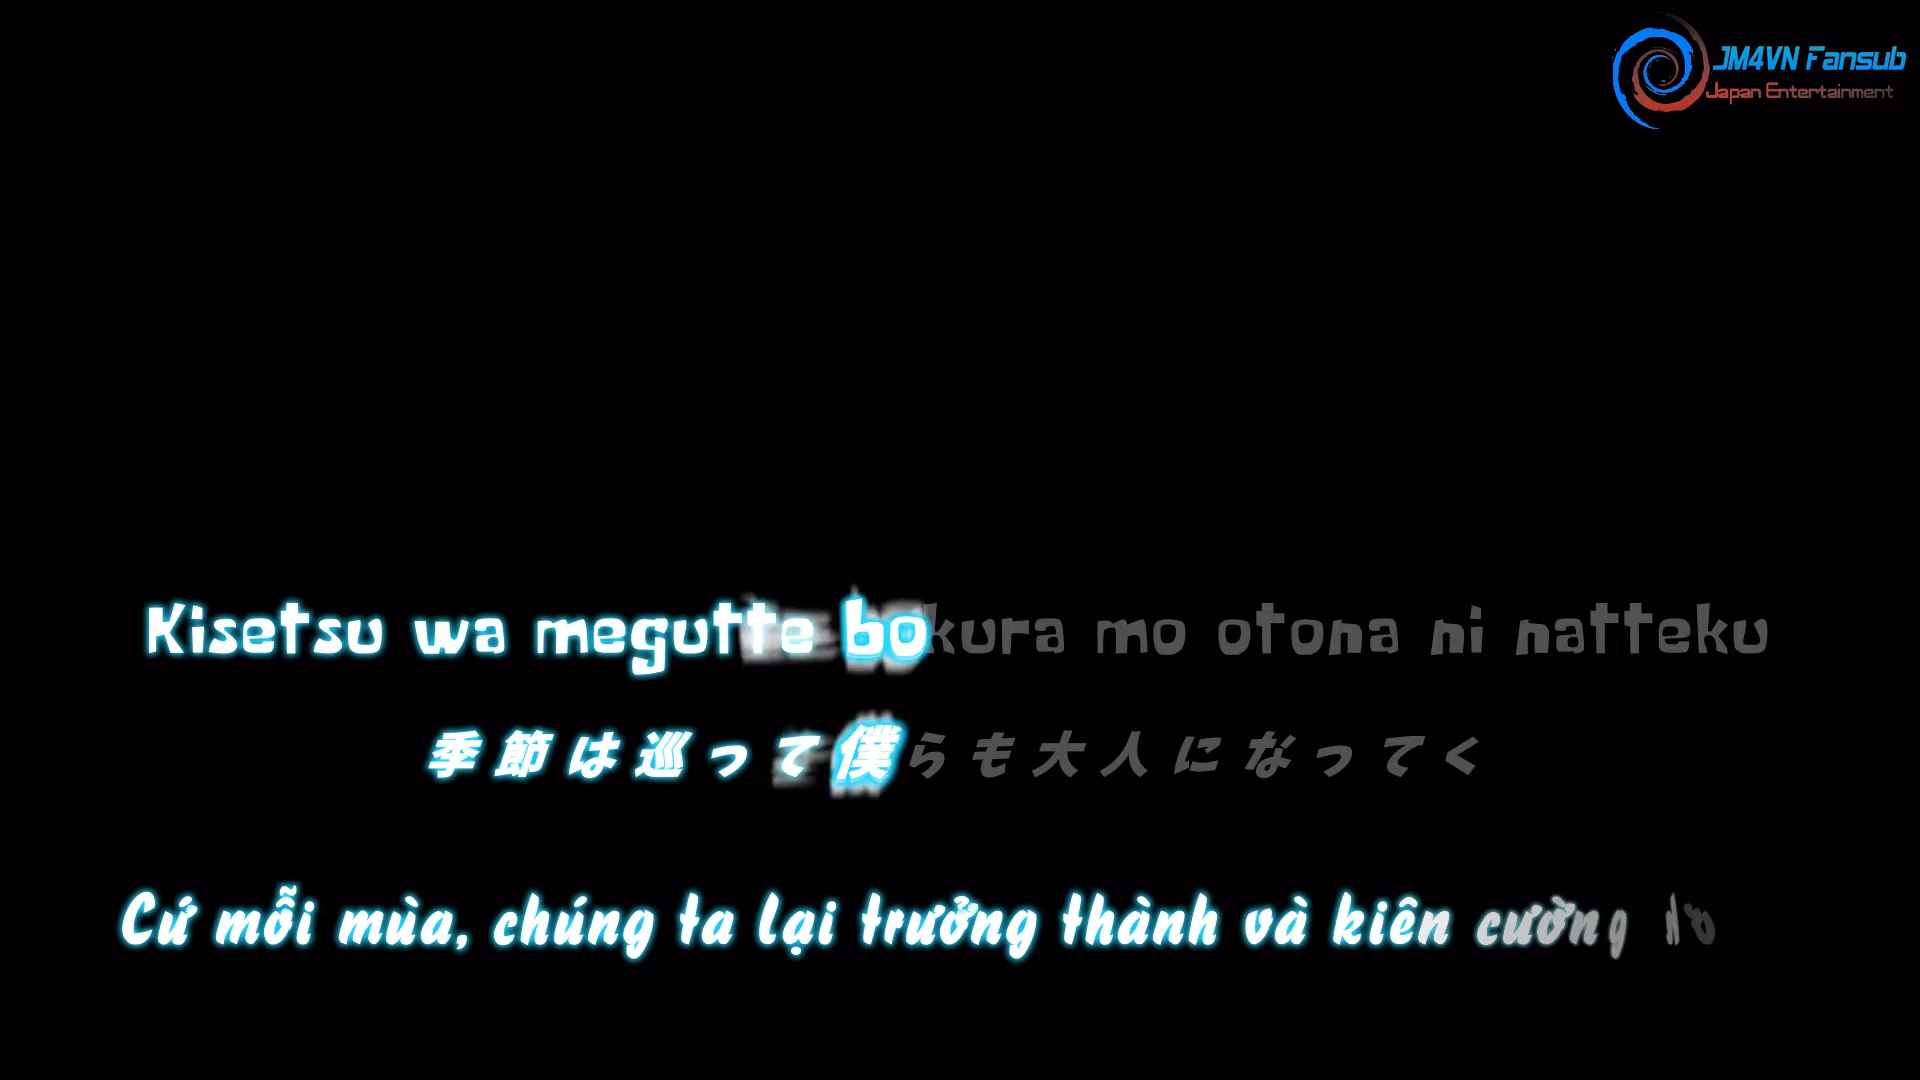 JM4VN Fansub
Japan Entertainment
Kisetsu wa megutte bokura mo otona ni natteku
季節は巡って僕らも大人になってく
Cứ mỗi mùa, chúng ta lại trưởng thành và kiên cường